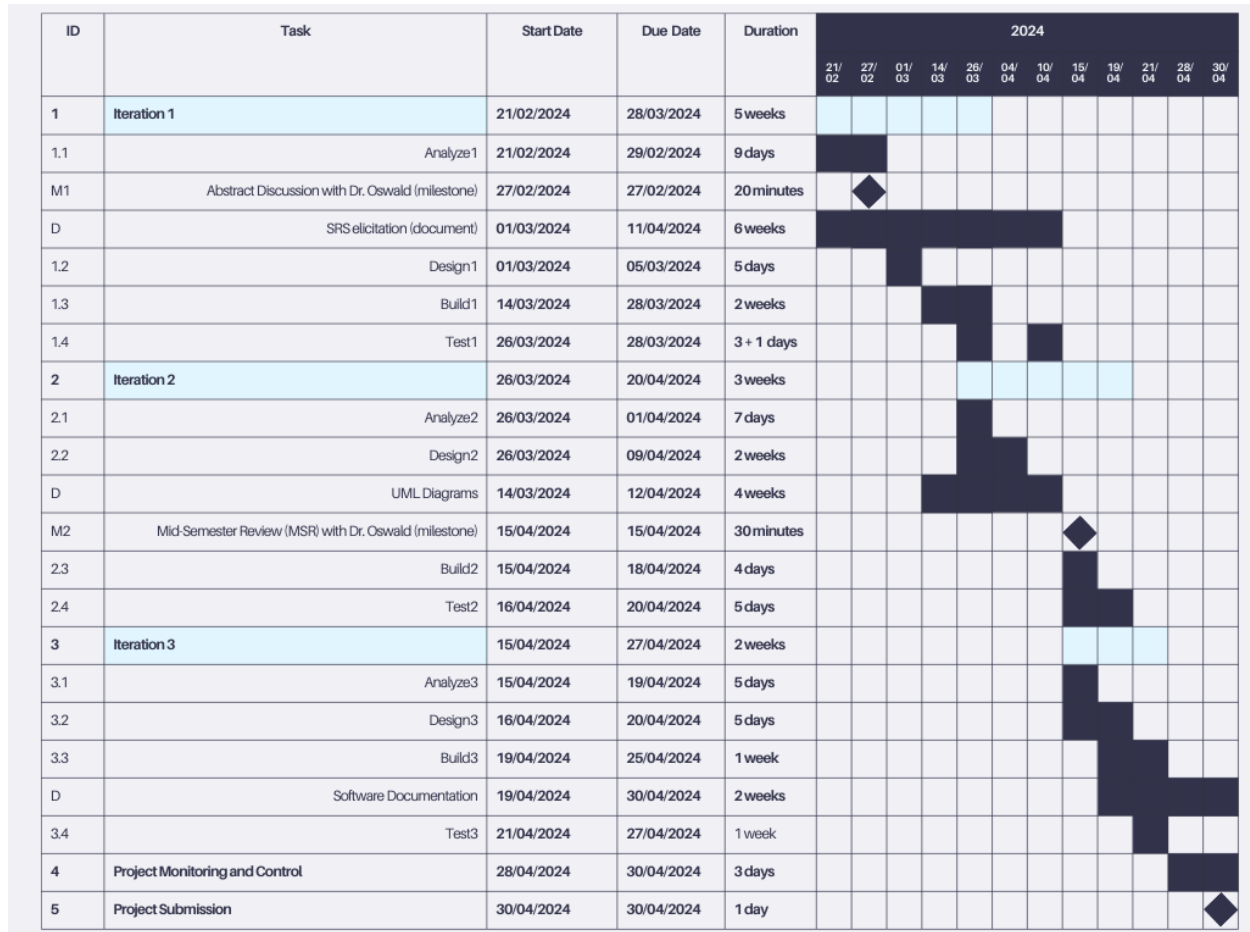 ID Task Start Date Due Date Duration 2024
21/02 27/02 01/03 14/03 26/03 04/04 10/04 15/04 19/04 21/04 28/04 30/04
1 Iteration 1 21/02/2024 28/03/2024 5 weeks
1.1 Analyze1 21/02/2024 29/02/2024 9 days
M1 Abstract Discussion with Dr. Oswald (milestone) 27/02/2024 27/02/2024 20 minutes
D SRS elicitation (document) 01/03/2024 11/04/2024 6 weeks
1.2 Design1 01/03/2024 05/03/2024 5 days
1.3 Build1 14/03/2024 28/03/2024 2 weeks
1.4 Test1 26/03/2024 28/03/2024 3 + 1 days
2 Iteration 2 26/03/2024 20/04/2024 3 weeks
2.1 Analyze2 26/03/2024 01/04/2024 7 days
2.2 Design2 26/03/2024 09/04/2024 2 weeks
D UML Diagrams 14/03/2024 12/04/2024 4 weeks
M2 Mid-Semester Review (MSR) with Dr. Oswald (milestone) 15/04/2024 15/04/2024 30 minutes
2.3 Build2 15/04/2024 18/04/2024 4 days
2.4 Test2 16/04/2024 20/04/2024 5 days
3 Iteration 3 15/04/2024 27/04/2024 2 weeks
3.1 Analyze3 15/04/2024 19/04/2024 5 days
3.2 Design3 16/04/2024 20/04/2024 5 days
3.3 Build3 19/04/2024 25/04/2024 1 week
D Software Documentation 19/04/2024 30/04/2024 2 weeks
3.4 Test3 21/04/2024 27/04/2024 1 week
4 Project Monitoring and Control 28/04/2024 30/04/2024 3 days
5 Project Submission 30/04/2024 30/04/2024 1 day